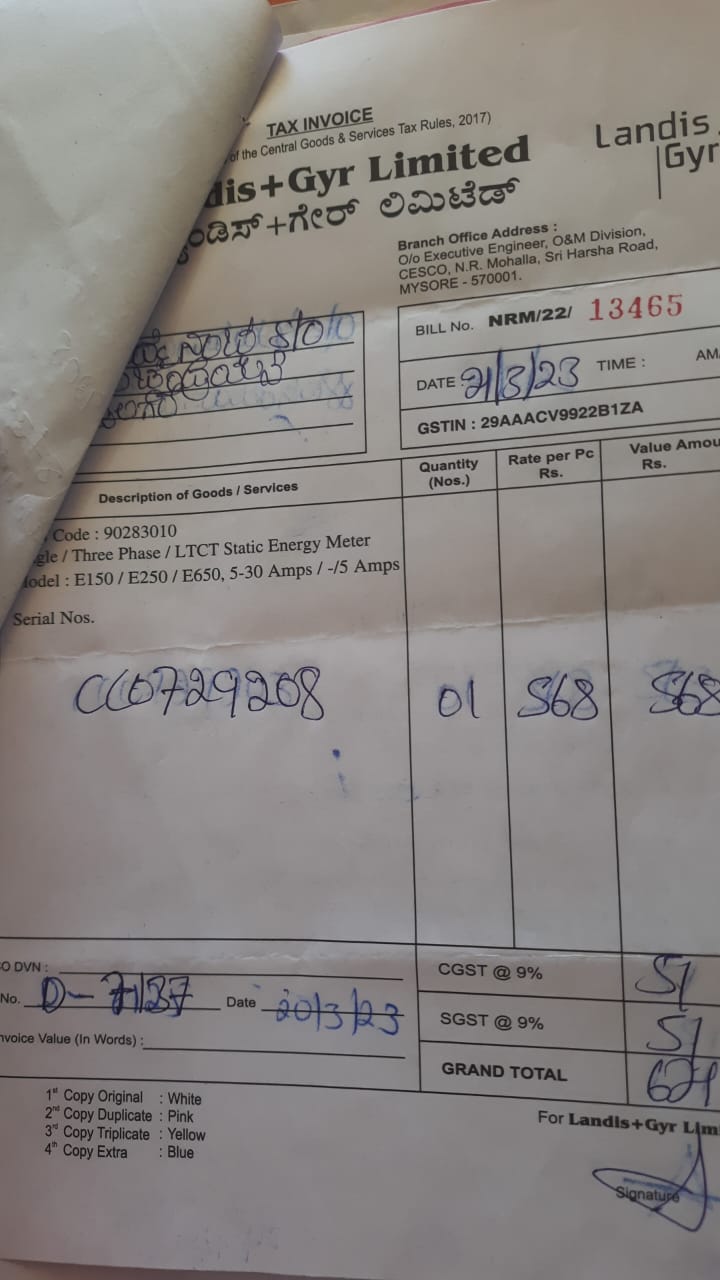 TAX INVOICE
of the Central Goods & Services Tax Rules, 2017)
dis+Gyr Limited
ಂಡಿಸ್+ಗೇರ್ ಲಿಮಿಟೆಡ್
Landis
Gyr
Branch Office Address :
O/o Executive Engineer, O&M Division,
CESCO, N.R. Mohalla, Sri Harsha Road,
MYSORE - 570001.
S/O
BILL No. NRM/22/ 13465
DATE : 21/3/23 TIME : AM
GSTIN : 29AAACV9922B1ZA
Description of Goods / Services Quantity (Nos.) Rate per Pc Rs. Value Amou Rs.
Code : 90283010
gle / Three Phase / LTCT Static Energy Meter
odel : E150 / E250 / E650, 5-30 Amps / -/5 Amps
Serial Nos.
CC0729208 01 568 568
O DVN :
CGST @ 9% 51
No. D- 7137 Date 20/3/23
SGST @ 9% 51
nvoice Value (In Words) :
GRAND TOTAL 671
1st Copy Original : White
2nd Copy Duplicate : Pink
3rd Copy Triplicate : Yellow
4th Copy Extra : Blue
For Landis+Gyr Lim
Signature